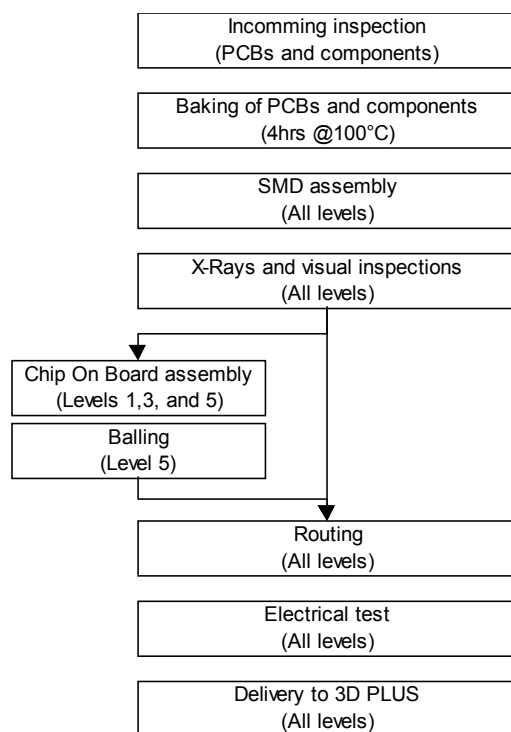 Incomming inspection
(PCBs and components)
Baking of PCBs and components
(4hrs @100°C)
SMD assembly
(All levels)
X-Rays and visual inspections
(All levels)
Chip On Board assembly
(Levels 1,3, and 5)
Balling
(Level 5)
Routing
(All levels)
Electrical test
(All levels)
Delivery to 3D PLUS
(All levels)